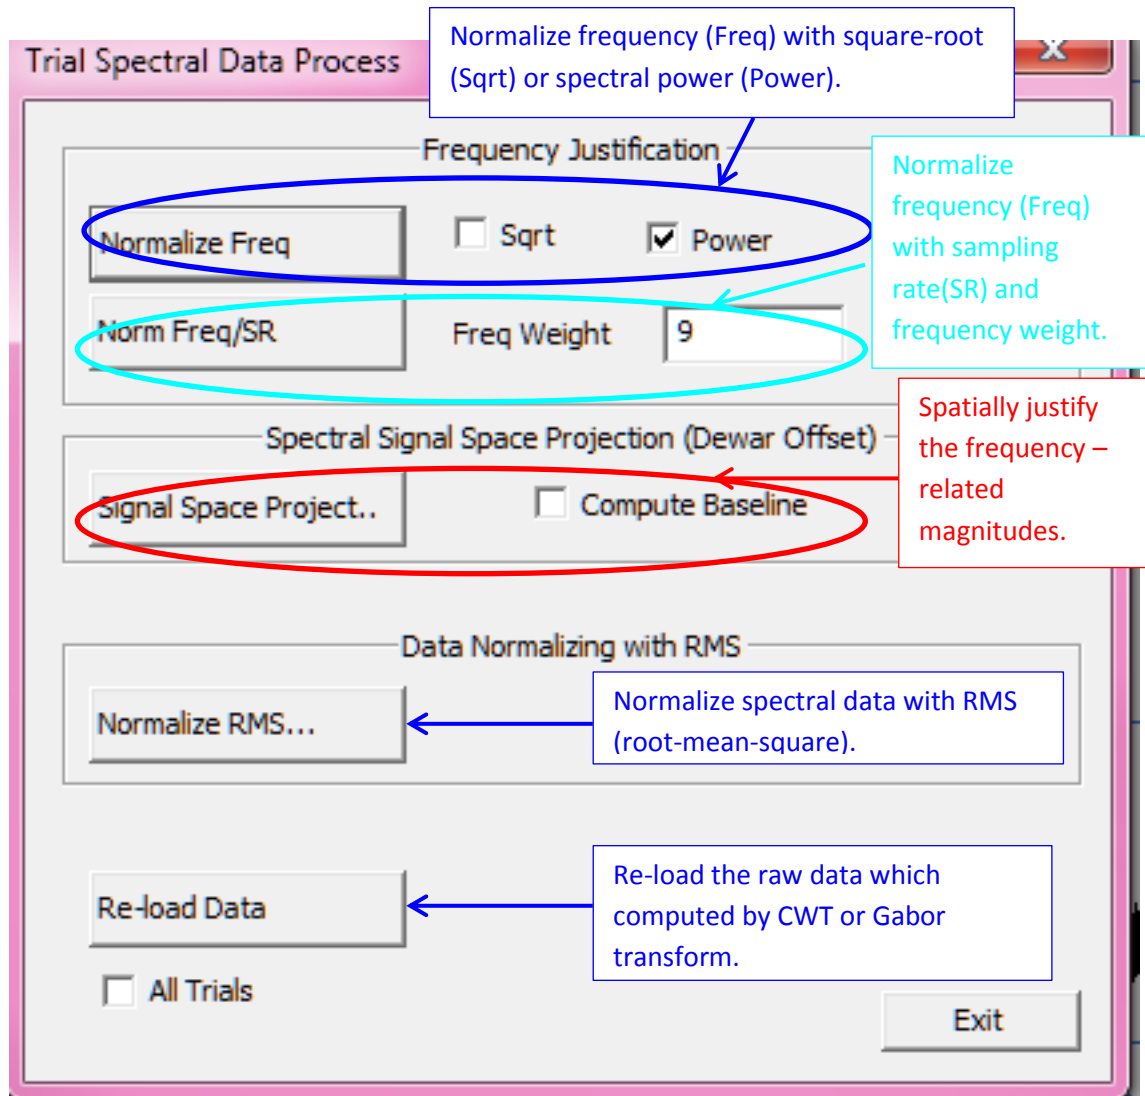 Normalize frequency (Freq) with square-root
(Sqrt) or spectral power (Power).
Trial Spectral Data Process
X
Frequency Justification
Normalize Freq
Sqrt
Power
Normalize
frequency (Freq)
with sampling
rate(SR) and
frequency weight.
Norm Freq/SR
Freq Weight
9
Spatially justify
the frequency –
related
magnitudes.
Spectral Signal Space Projection (Dewar Offset)
Signal Space Project..
Compute Baseline
Data Normalizing with RMS
Normalize RMS...
Normalize spectral data with RMS
(root-mean-square).
Re-load Data
Re-load the raw data which
computed by CWT or Gabor
transform.
All Trials
Exit